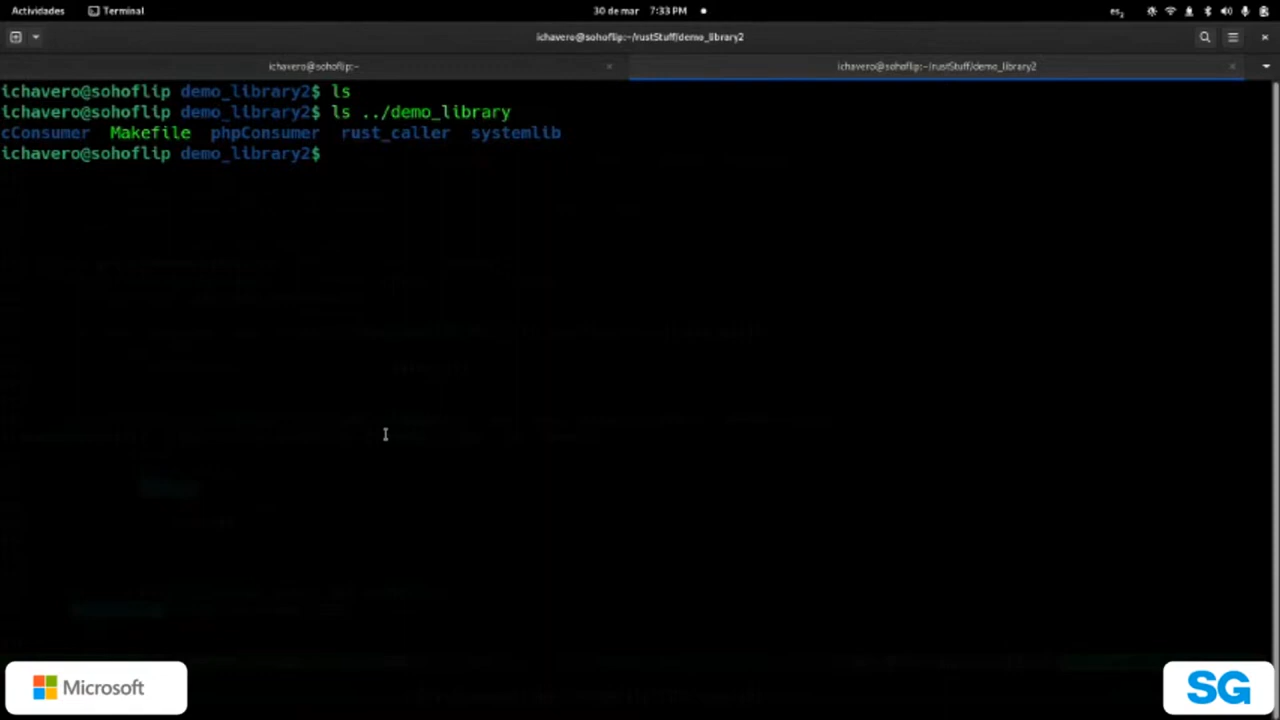 Actividades Terminal 30 de mar 7:33 PM es₂
ichavero@sohoflip:~/rustStuff/demo_library2
ichavero@sohoflip:~ ichavero@sohoflip:~/rustStuff/demo_library2
ichavero@sohoflip demo_library2$ ls
ichavero@sohoflip demo_library2$ ls ../demo_library
cConsumer Makefile phpConsumer rust_caller systemlib
ichavero@sohoflip demo_library2$
Microsoft
SG